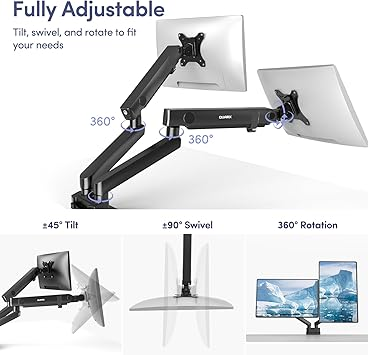 Fully Adjustable
Tilt, swivel, and rotate to fit
your needs
360°
360°
±45° Tilt
±90° Swivel
360° Rotation